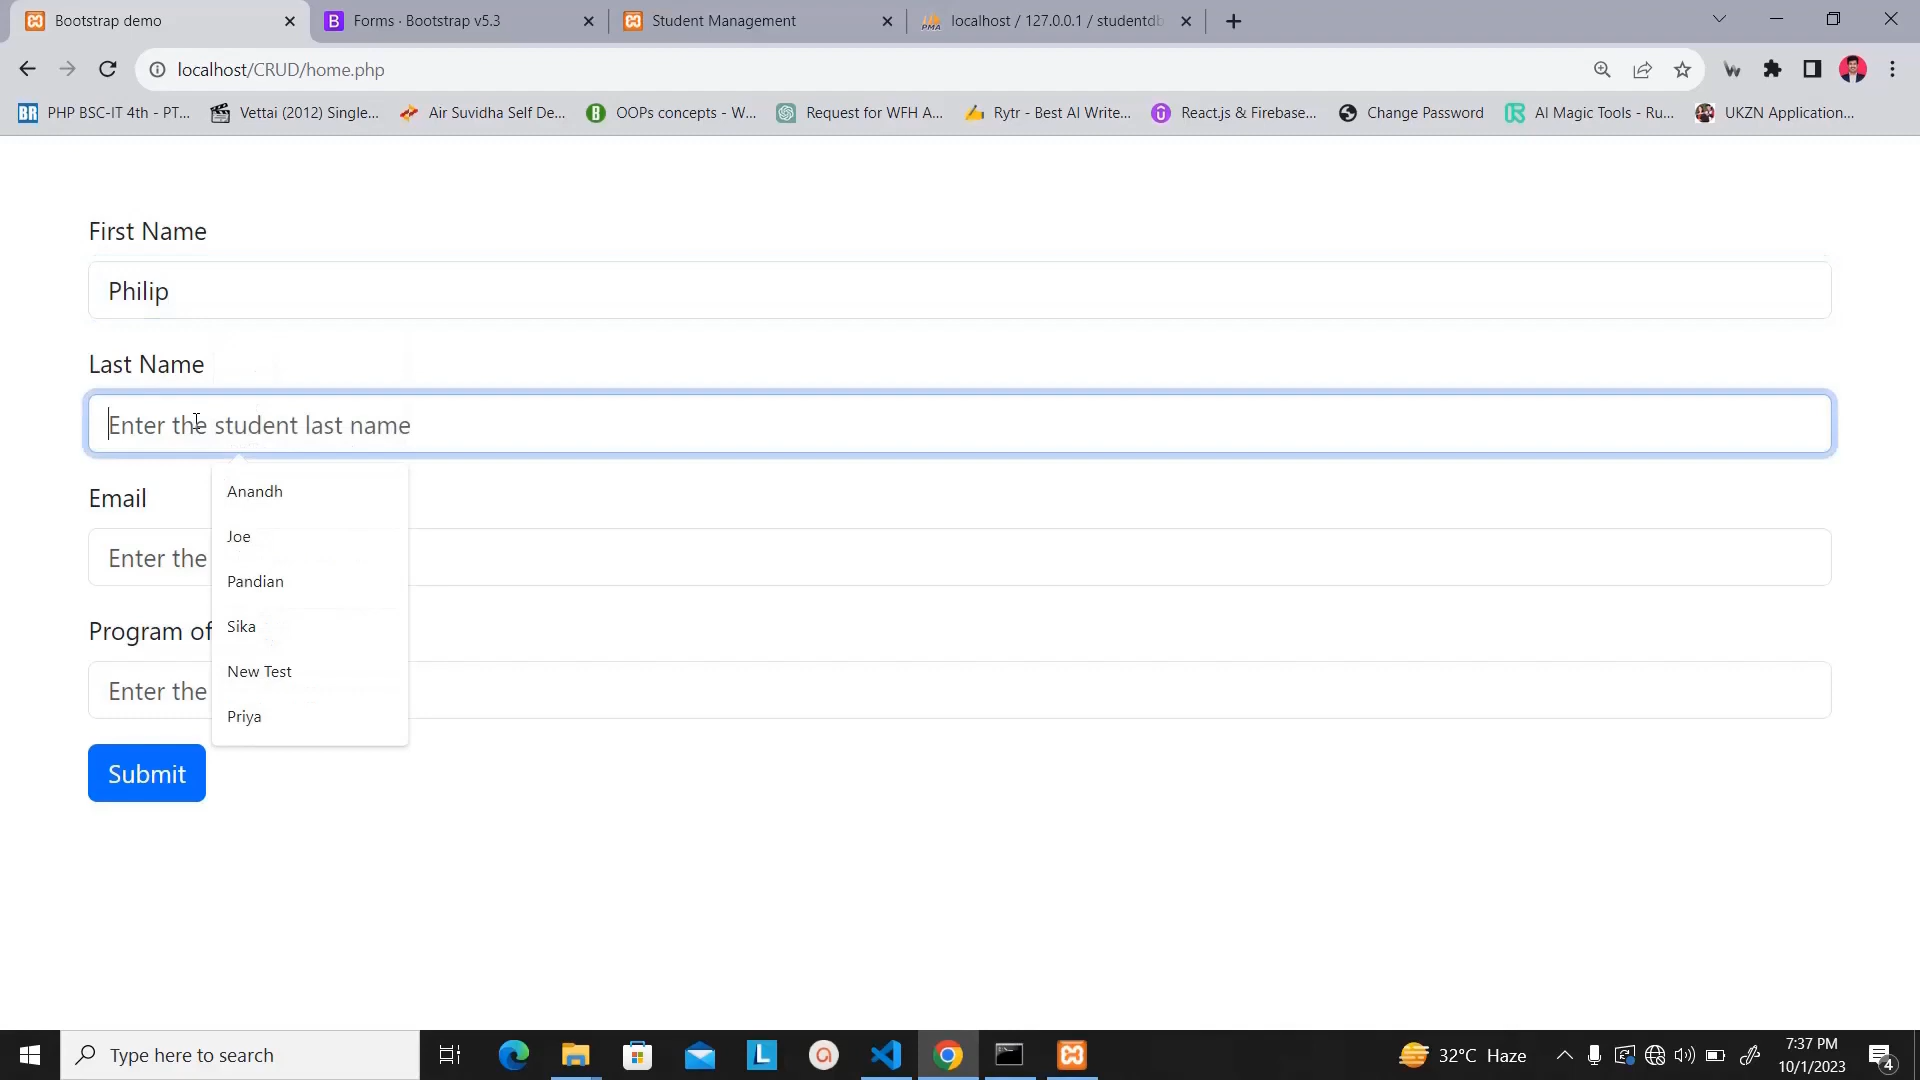 Bootstrap demo
B Forms · Bootstrap v5.3
Student Management
PMA localhost / 127.0.0.1 / studentdb
localhost/CRUD/home.php
BR PHP BSC-IT 4th - PT...
Vettai (2012) Single...
Air Suvidha Self De...
B OOPs concepts - W...
Request for WFH A...
Rytr - Best AI Write...
React.js & Firebase...
Change Password
AI Magic Tools - Ru...
UKZN Application...
First Name
Philip
Last Name
Enter the student last name
Anandh
Email
Joe
Enter the
Pandian
Program of
Sika
New Test
Enter the
Priya
Submit
Type here to search
L
32°C Haze
7:37 PM
10/1/2023
4